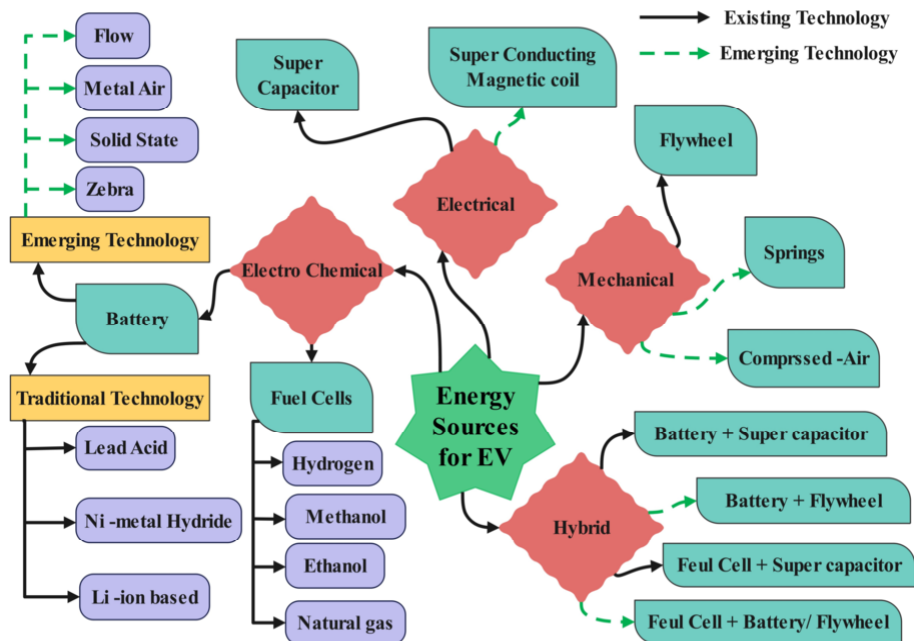 Existing Technology
Emerging Technology
Flow
Metal Air
Solid State
Zebra
Emerging Technology
Battery
Traditional Technology
Lead Acid
Ni -metal Hydride
Li -ion based
Electro Chemical
Fuel Cells
Hydrogen
Methanol
Ethanol
Natural gas
Super
Capacitor
Super Conducting
Magnetic coil
Electrical
Flywheel
Mechanical
Springs
Comprssed -Air
Energy
Sources
for EV
Hybrid
Battery + Super capacitor
Battery + Flywheel
Feul Cell + Super capacitor
Feul Cell + Battery/ Flywheel